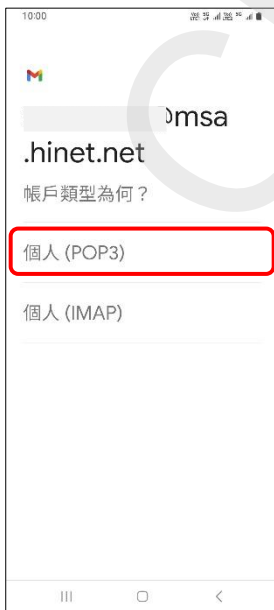 10:00
@msa
.hinet.net
帳戶類型為何？
個人 (POP3)
個人 (IMAP)